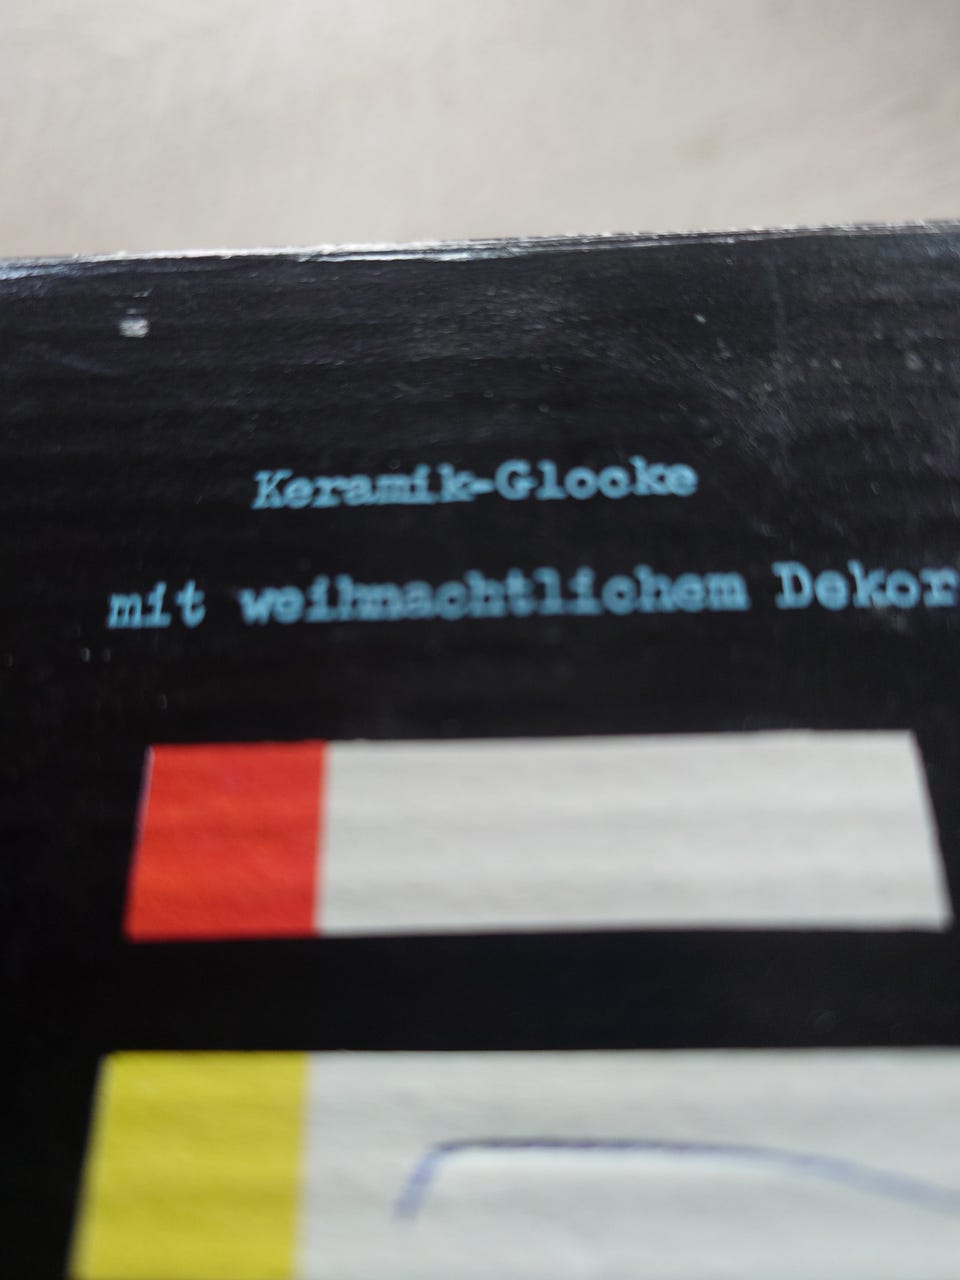 Keramik-Glocke
mit weihnachtlichem Dekor